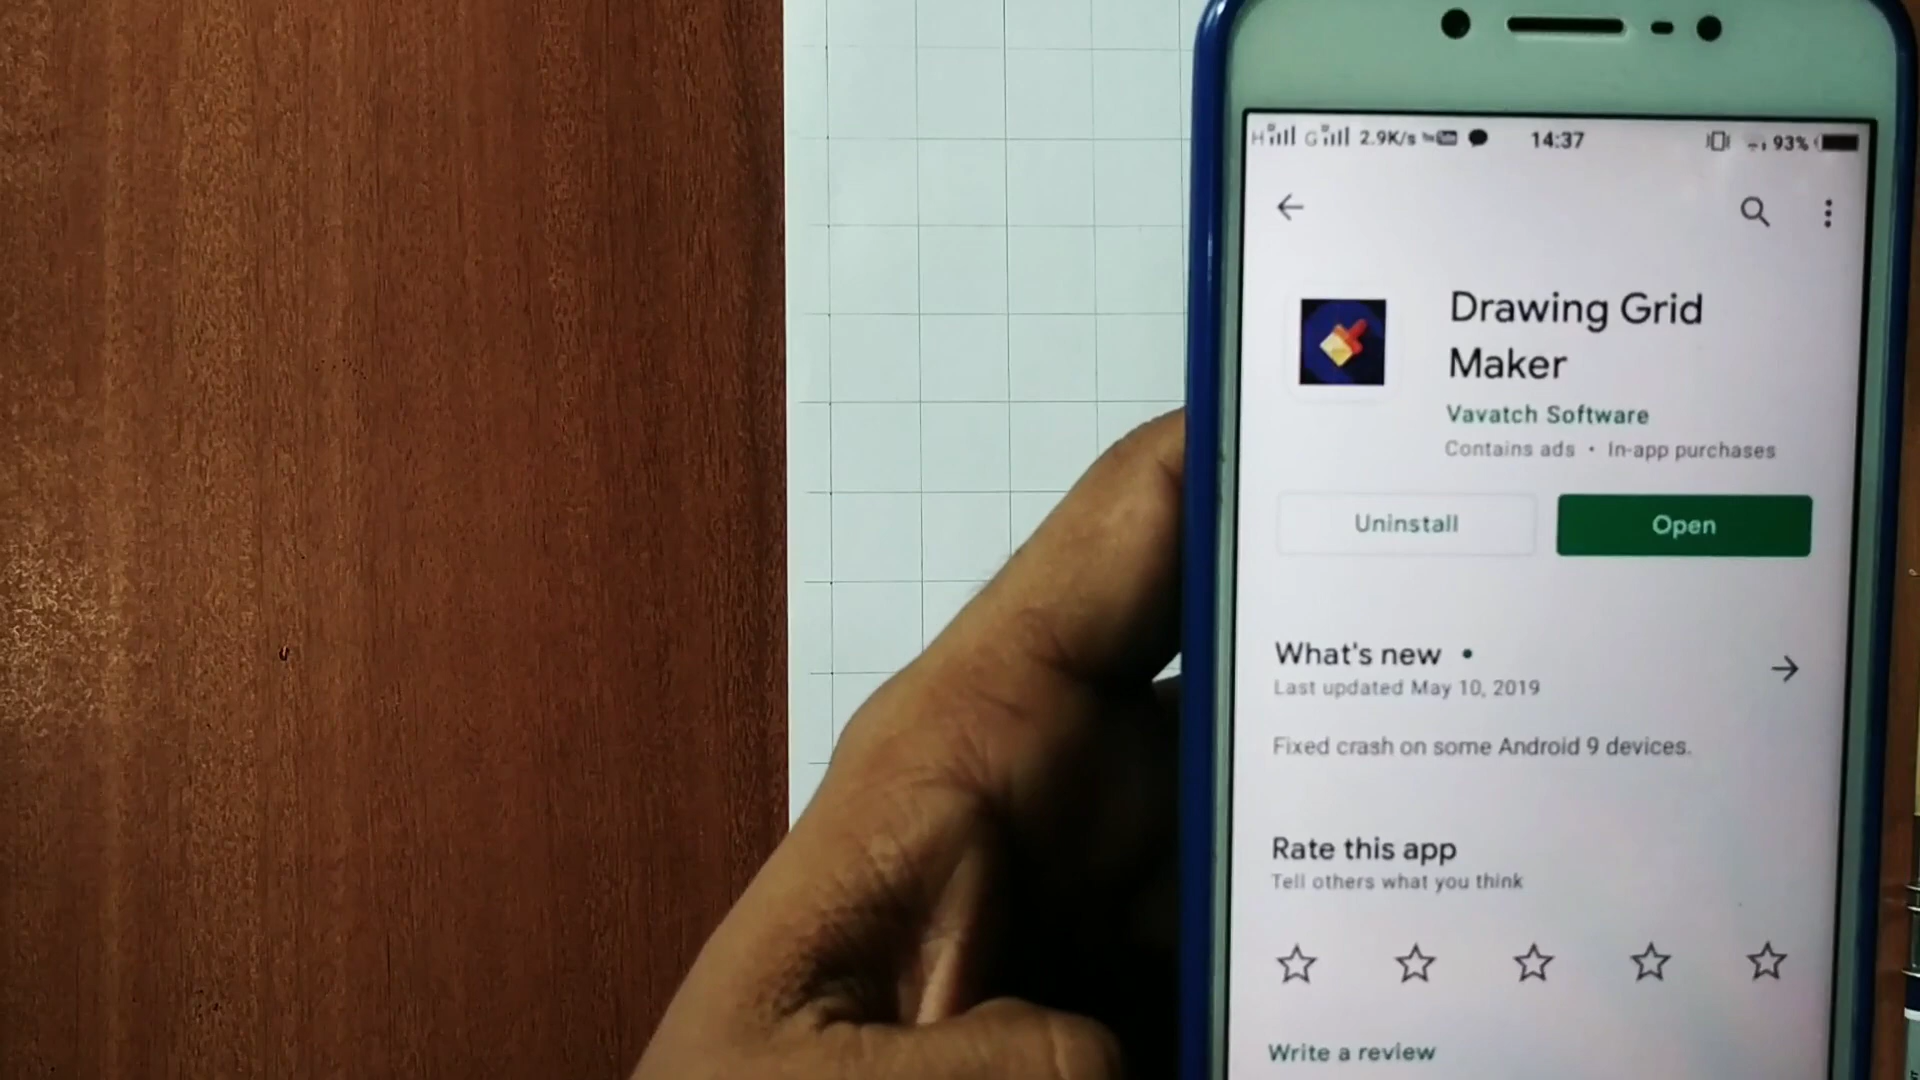 2.9K/s 14:37 93%
Drawing Grid
Maker
Vavatch Software
Contains ads • In-app purchases
Uninstall Open
What's new •
Last updated May 10, 2019
Fixed crash on some Android 9 devices.
Rate this app
Tell others what you think
Write a review